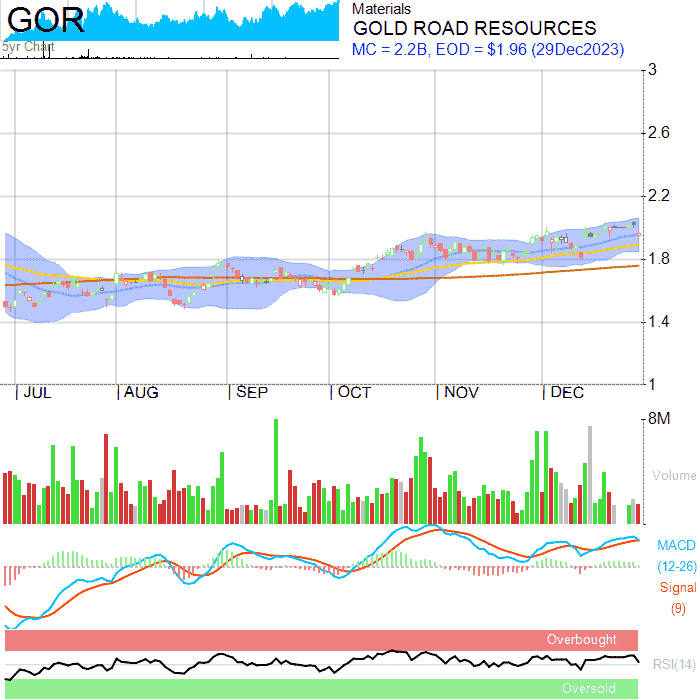 GOR
5yr Chart
Materials
GOLD ROAD RESOURCES
MC = 2.2B, EOD = $1.96 (29Dec2023)
3
2.6
2.2
1.8
1.4
1
JUL AUG SEP OCT NOV DEC
8M
Volume
MACD
(12-26)
Signal
(9)
Overbought
RSI(14)
Oversold